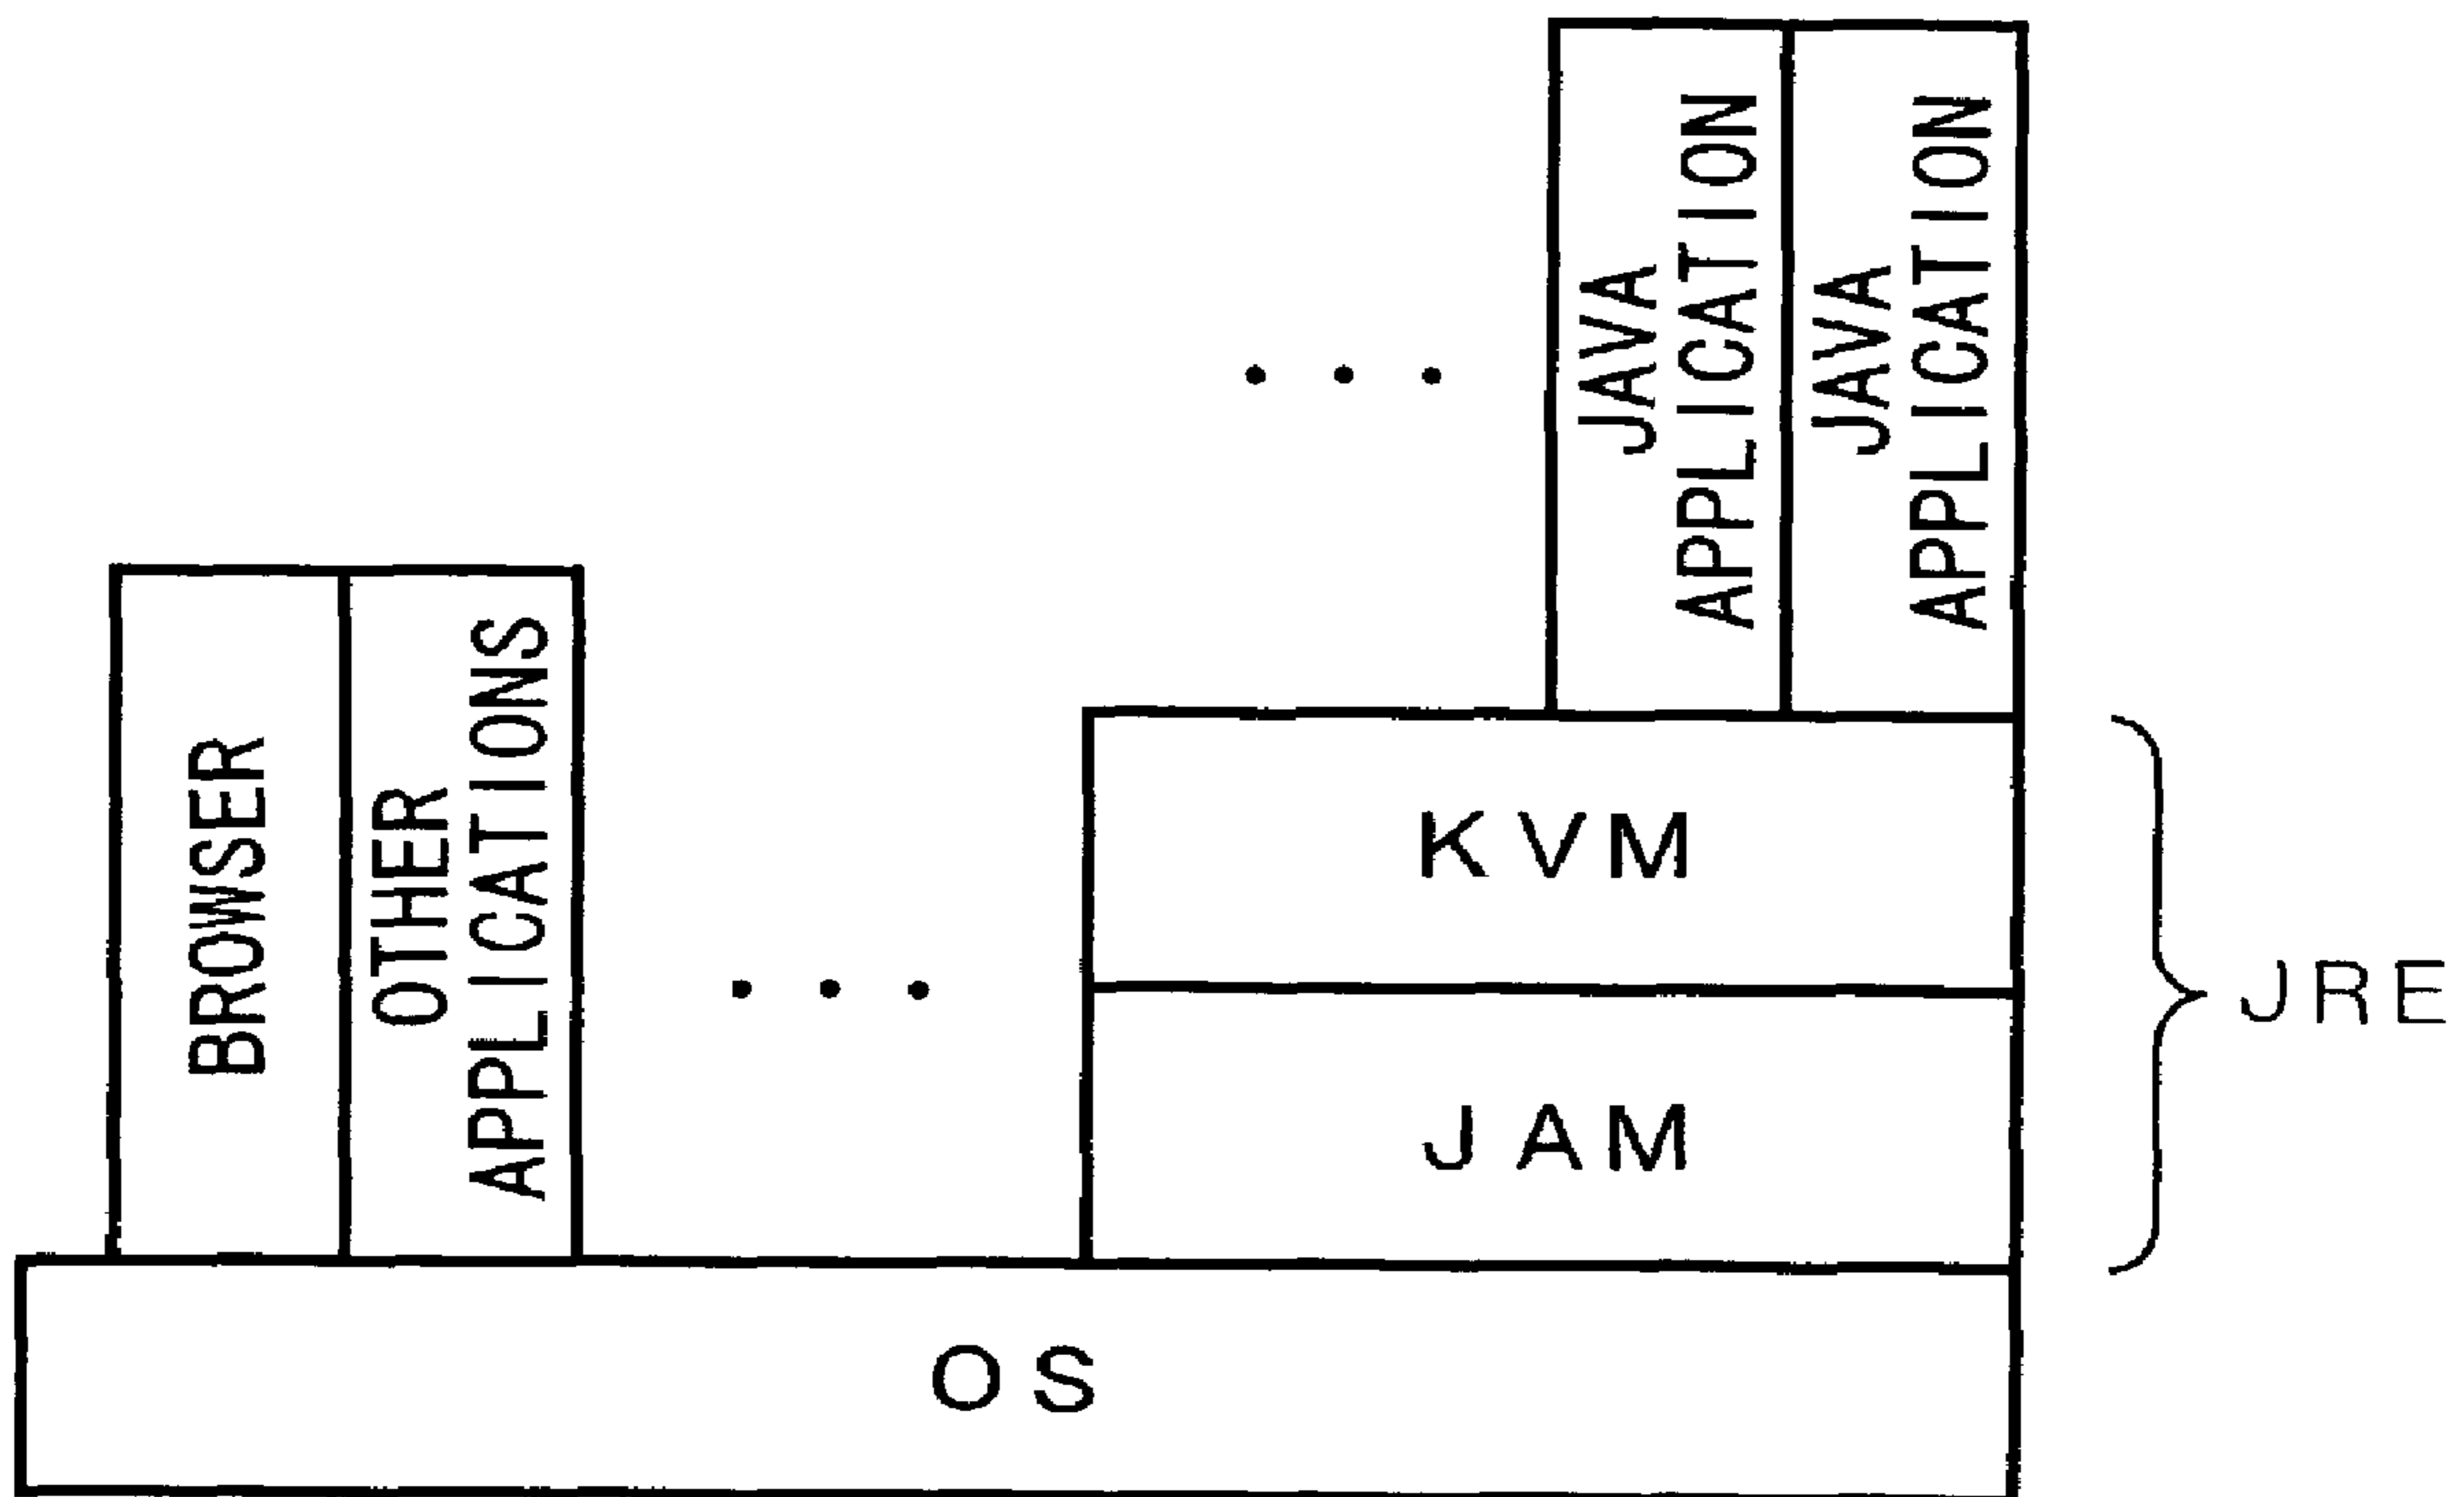 JAVA
APPLICATION
JAVA
APPLICATION
BROWSER
OTHER
APPLICATIONS
KVM
JAM
JRE
OS